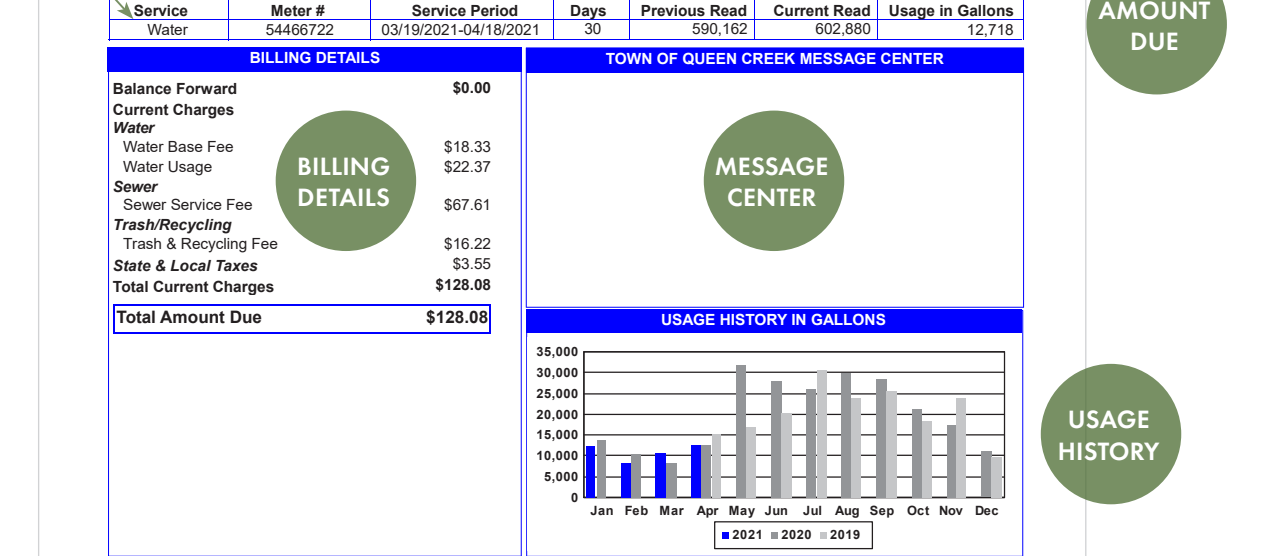 Service Meter # Service Period Days Previous Read Current Read Usage in Gallons
Water 54466722 03/19/2021-04/18/2021 30 590,162 602,880 12,718
AMOUNT
DUE
BILLING DETAILS
Balance Forward $0.00
Current Charges
Water
Water Base Fee $18.33
Water Usage $22.37
Sewer
Sewer Service Fee $67.61
Trash/Recycling
Trash & Recycling Fee $16.22
State & Local Taxes $3.55
Total Current Charges $128.08
Total Amount Due $128.08
BILLING
DETAILS
TOWN OF QUEEN CREEK MESSAGE CENTER
MESSAGE
CENTER
USAGE HISTORY IN GALLONS
35,000
30,000
25,000
20,000
15,000
10,000
5,000
0
Jan Feb Mar Apr May Jun Jul Aug Sep Oct Nov Dec
2021 2020 2019
USAGE
HISTORY